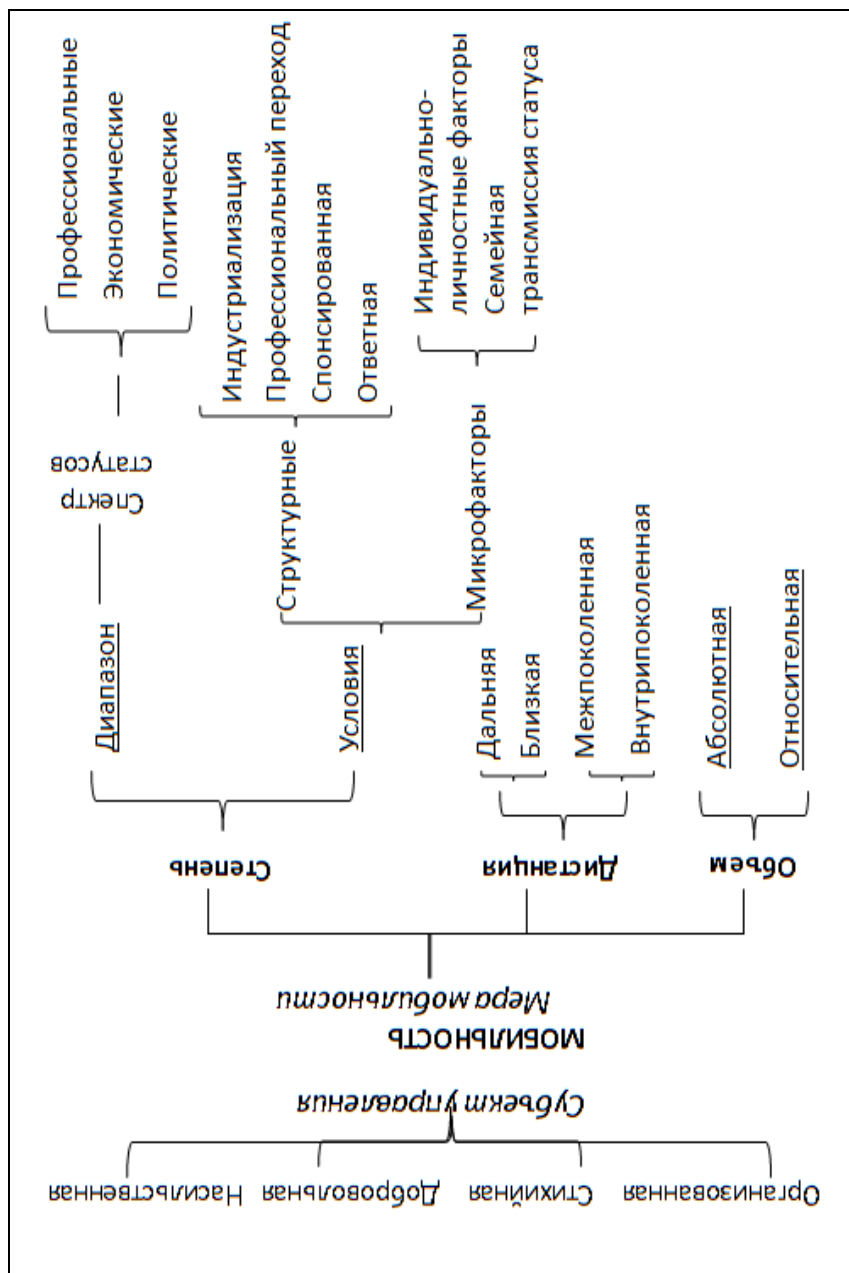 Профессиональные
Экономические
Политические
Спектр
статусов
Диапазон
Индустриализация
Профессиональный переход
Спонсированная
Ответная
Структурные
Индивидуально-
личностные факторы
Семейная
трансмиссия статуса
Микрофакторы
Условия
Степень
Дальняя
Близкая
Межпоколенная
Внутрипоколенная
Дистанция
Абсолютная
Относительная
Объем
Мера мобильности
МОБИЛЬНОСТЬ
Субъект управления
Организованная
Стихийная
Добровольная
Насильственная